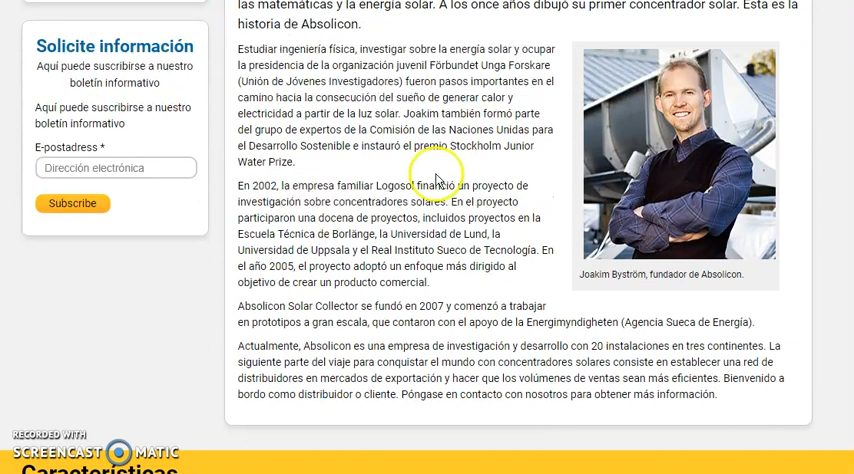 las matemáticas y la energía solar. A los once años dibujó su primer concentrador solar. Esta es la
historia de Absolicon.
Solicite información
Aquí puede suscribirse a nuestro
boletín informativo
Aquí puede suscribirse a nuestro
boletín informativo
E-postadress *
Dirección electrónica
Subscribe
Estudiar ingeniería física, investigar sobre la energía solar y ocupar
la presidencia de la organización juvenil Förbundet Unga Forskare
(Unión de Jóvenes Investigadores) fueron pasos importantes en el
camino hacia la consecución del sueño de generar calor y
electricidad a partir de la luz solar. Joakim también formó parte
del grupo de expertos de la Comisión de las Naciones Unidas para
el Desarrollo Sostenible e instauró el premio Stockholm Junior
Water Prize.
En 2002, la empresa familiar Logosol financió un proyecto de
investigación sobre concentradores solares. En el proyecto
participaron una docena de proyectos, incluidos proyectos en la
Escuela Técnica de Borlänge, la Universidad de Lund, la
Universidad de Uppsala y el Real Instituto Sueco de Tecnología. En
el año 2005, el proyecto adoptó un enfoque más dirigido al
objetivo de crear un producto comercial.
Joakim Byström, fundador de Absolicon.
Absolicon Solar Collector se fundó en 2007 y comenzó a trabajar
en prototipos a gran escala, que contaron con el apoyo de la Energimyndigheten (Agencia Sueca de Energía).
Actualmente, Absolicon es una empresa de investigación y desarrollo con 20 instalaciones en tres continentes. La
siguiente parte del viaje para conquistar el mundo con concentradores solares consiste en establecer una red de
distribuidores en mercados de exportación y hacer que los volúmenes de ventas sean más eficientes. Bienvenido a
bordo como distribuidor o cliente. Póngase en contacto con nosotros para obtener más información.
RECORDED WITH
SCREENCAST MATIC
Características